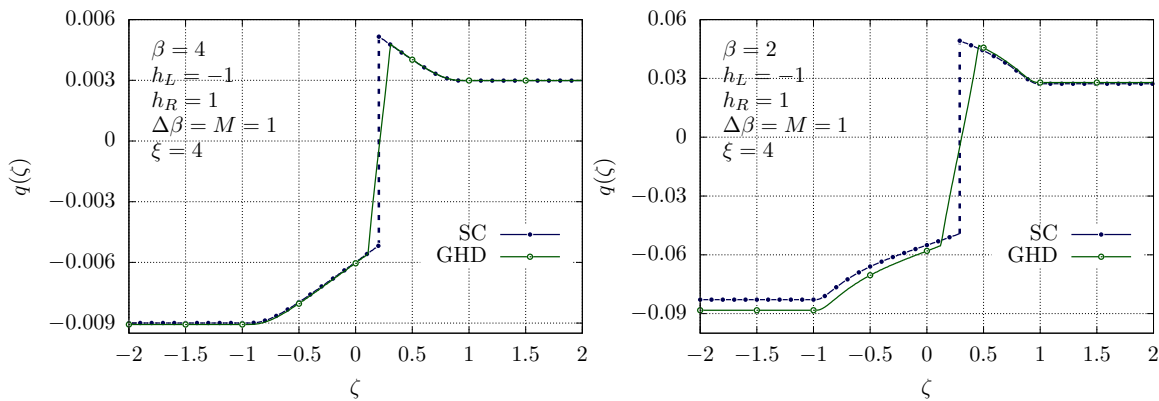 0.006
0.003
0
−0.003
−0.006
−0.009
q(ζ)
β = 4
h_L = −1
h_R = 1
Δβ = M = 1
ξ = 4
SC
GHD
−2 −1.5 −1 −0.5 0 0.5 1 1.5 2
ζ
0.06
0.03
0
−0.03
−0.06
−0.09
q(ζ)
β = 2
h_L = −1
h_R = 1
Δβ = M = 1
ξ = 4
SC
GHD
−2 −1.5 −1 −0.5 0 0.5 1 1.5 2
ζ